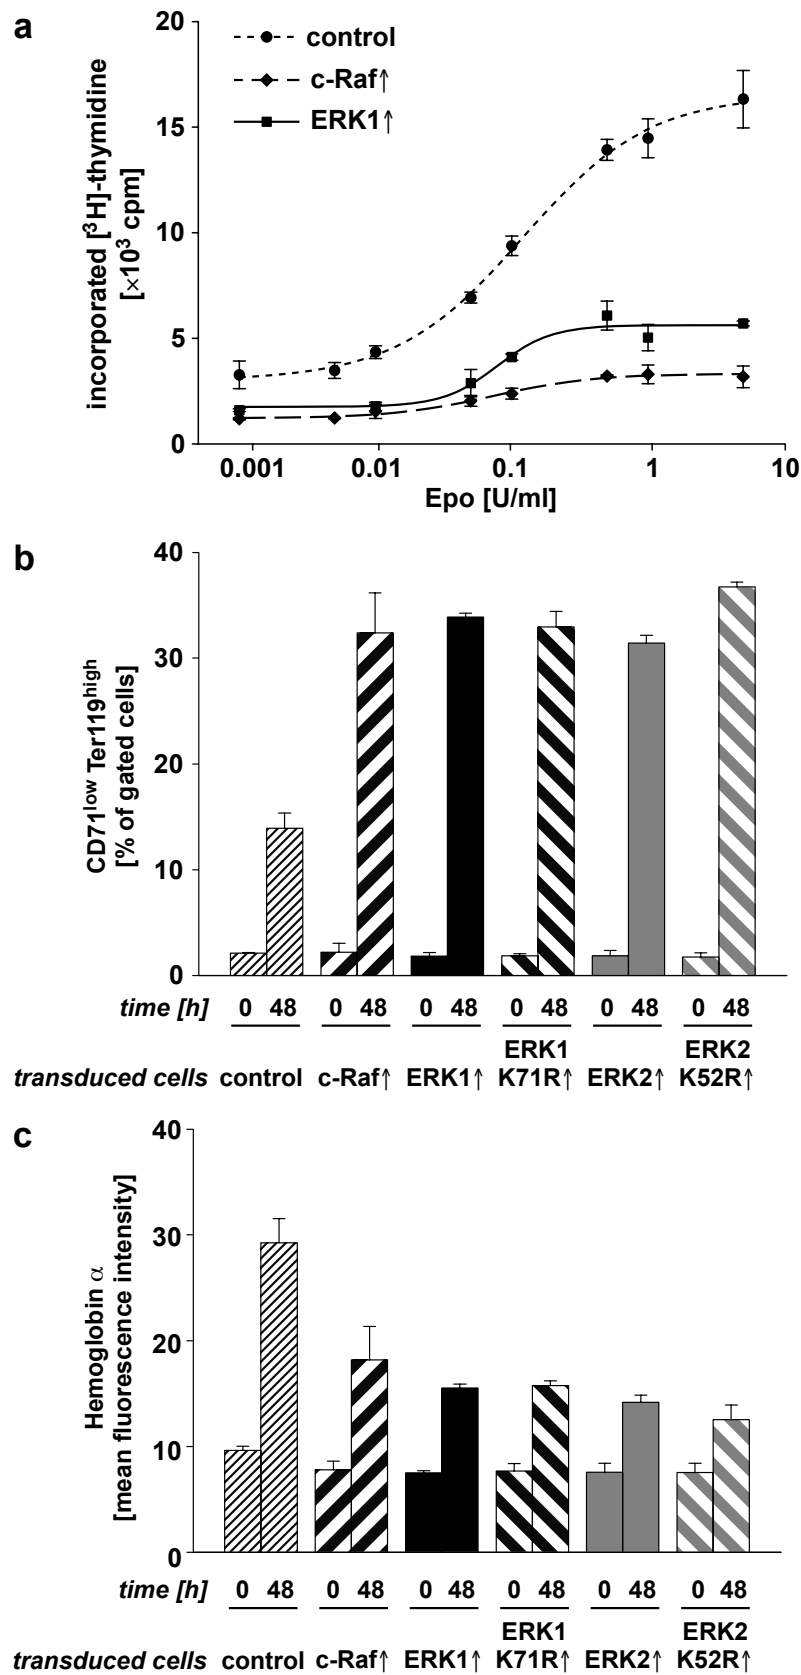 a
20
15
10
5
0
incorporated [³H]-thymidine
[×10³ cpm]
control
c-Raf↑
ERK1↑
0.001 0.01 0.1 1 10
Epo [U/ml]
b
40
30
20
10
0
CD71low Ter119high
[% of gated cells]
time [h] 0 48 0 48 0 48 0 48 0 48 0 48
ERK1 ERK2
transduced cells control c-Raf↑ ERK1↑ K71R↑ ERK2↑ K52R↑
c
40
30
20
10
0
Hemoglobin α
[mean fluorescence intensity]
time [h] 0 48 0 48 0 48 0 48 0 48 0 48
ERK1 ERK2
transduced cells control c-Raf↑ ERK1↑ K71R↑ ERK2↑ K52R↑